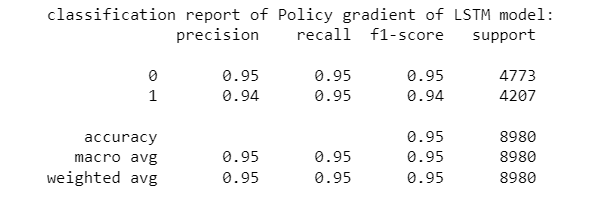 classification report of Policy gradient of LSTM model:
precision recall f1-score support
0 0.95 0.95 0.95 4773
1 0.94 0.95 0.94 4207
accuracy 0.95 8980
macro avg 0.95 0.95 0.95 8980
weighted avg 0.95 0.95 0.95 8980